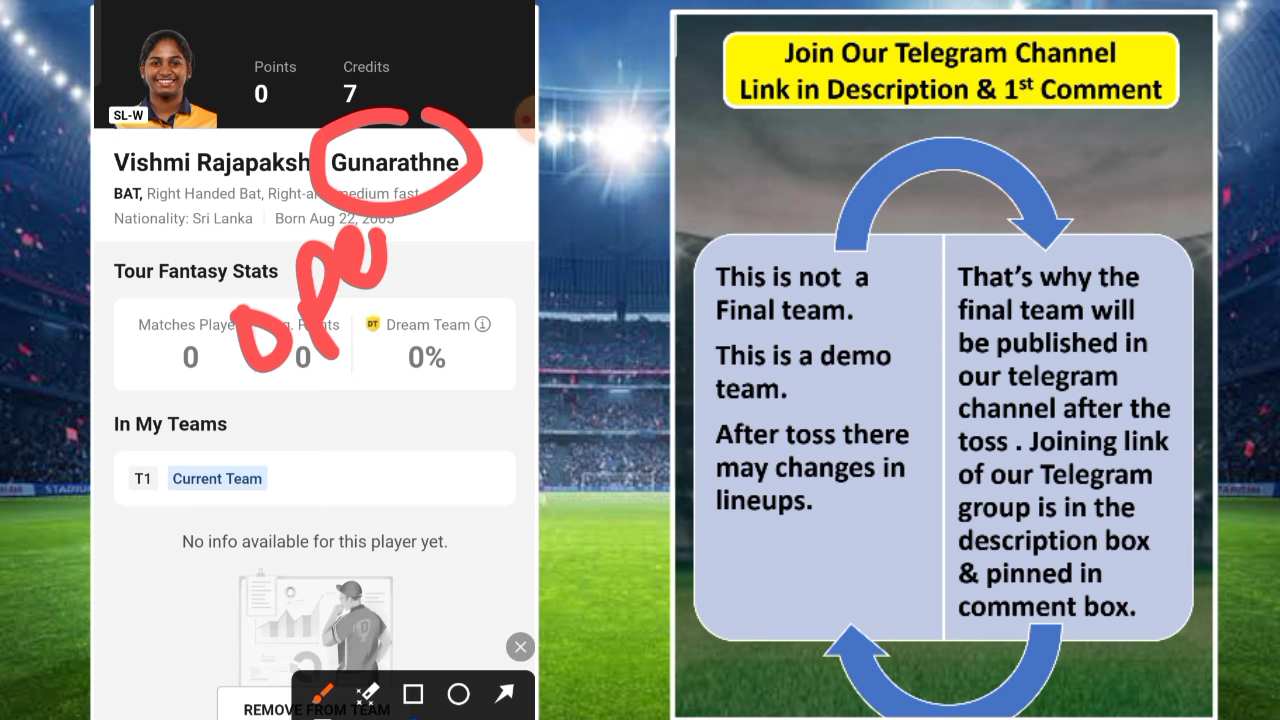 Points
Credits
0
7
SL-W
Vishmi Rajapaksh Gunarathne
BAT, Right Handed Bat, Right-ar medium fast
Nationality: Sri Lanka
Born Aug 22, 2005
Tour Fantasy Stats
Matches Playe
DT Dream Team
0
0
0%
In My Teams
T1
Current Team
No info available for this player yet.
REMOVE FROM TEAM
Join Our Telegram Channel
Link in Description & 1st Comment
This is not a
Final team.
This is a demo
team.
After toss there
may changes in
lineups.
That's why the
final team will
be published in
our telegram
channel after the
toss . Joining link
of our Telegram
group is in the
description box
& pinned in
comment box.